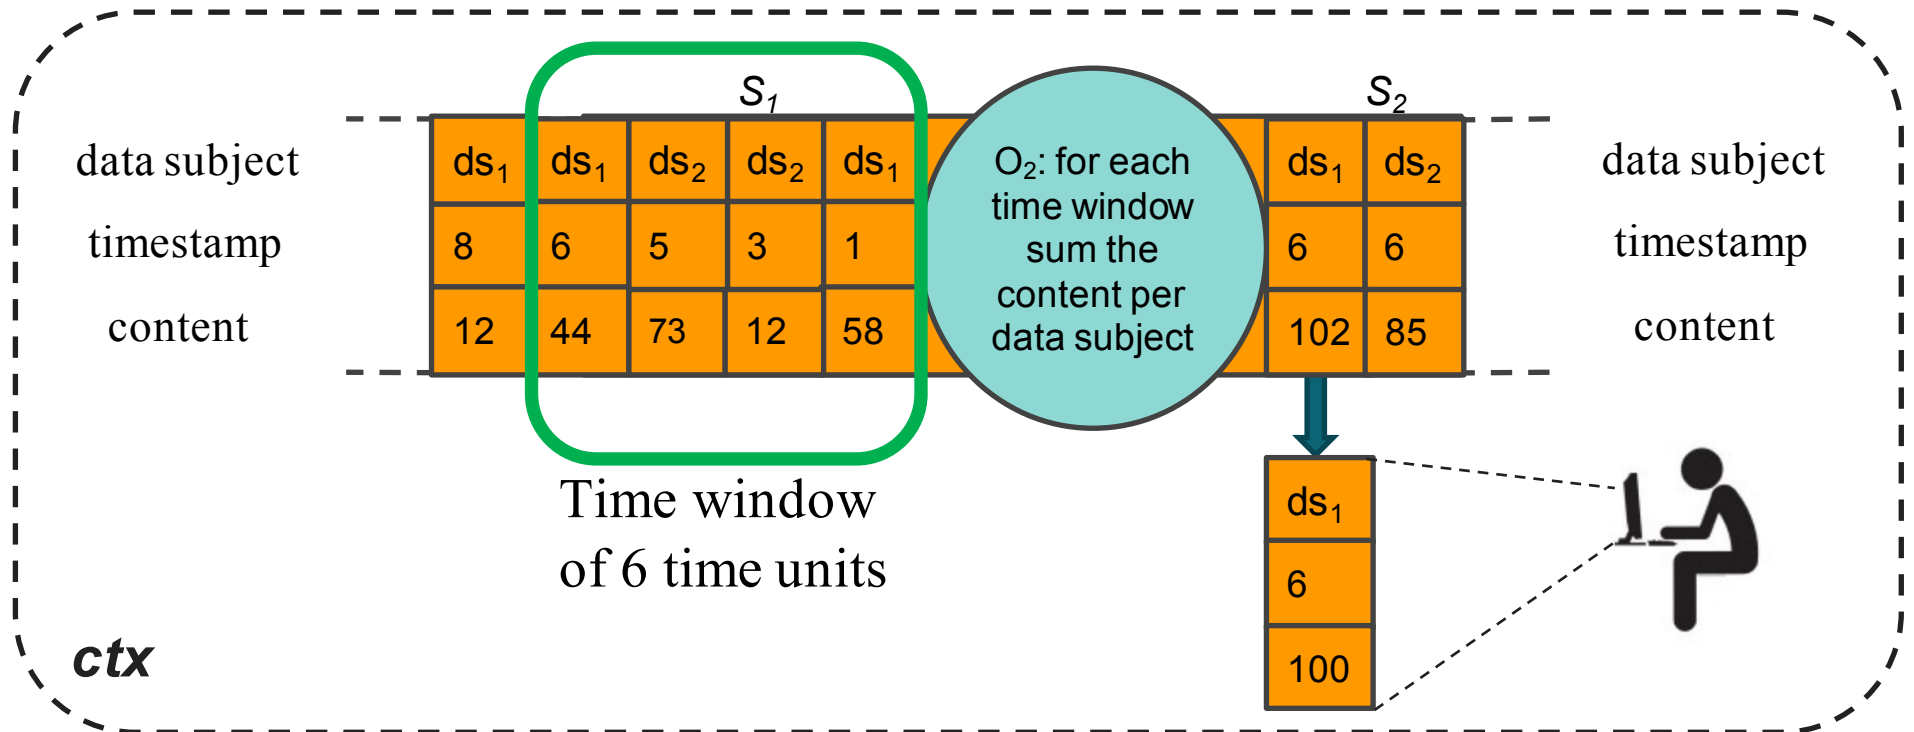 S₁ S₂
data subject ds₁ ds₁ ds₂ ds₂ ds₁ ds₁ ds₂ data subject
timestamp 8 6 5 3 1 6 6 timestamp
content 12 44 73 12 58 102 85 content
O₂: for each
time window
sum the
content per
data subject
Time window
of 6 time units
ds₁
6
100
ctx